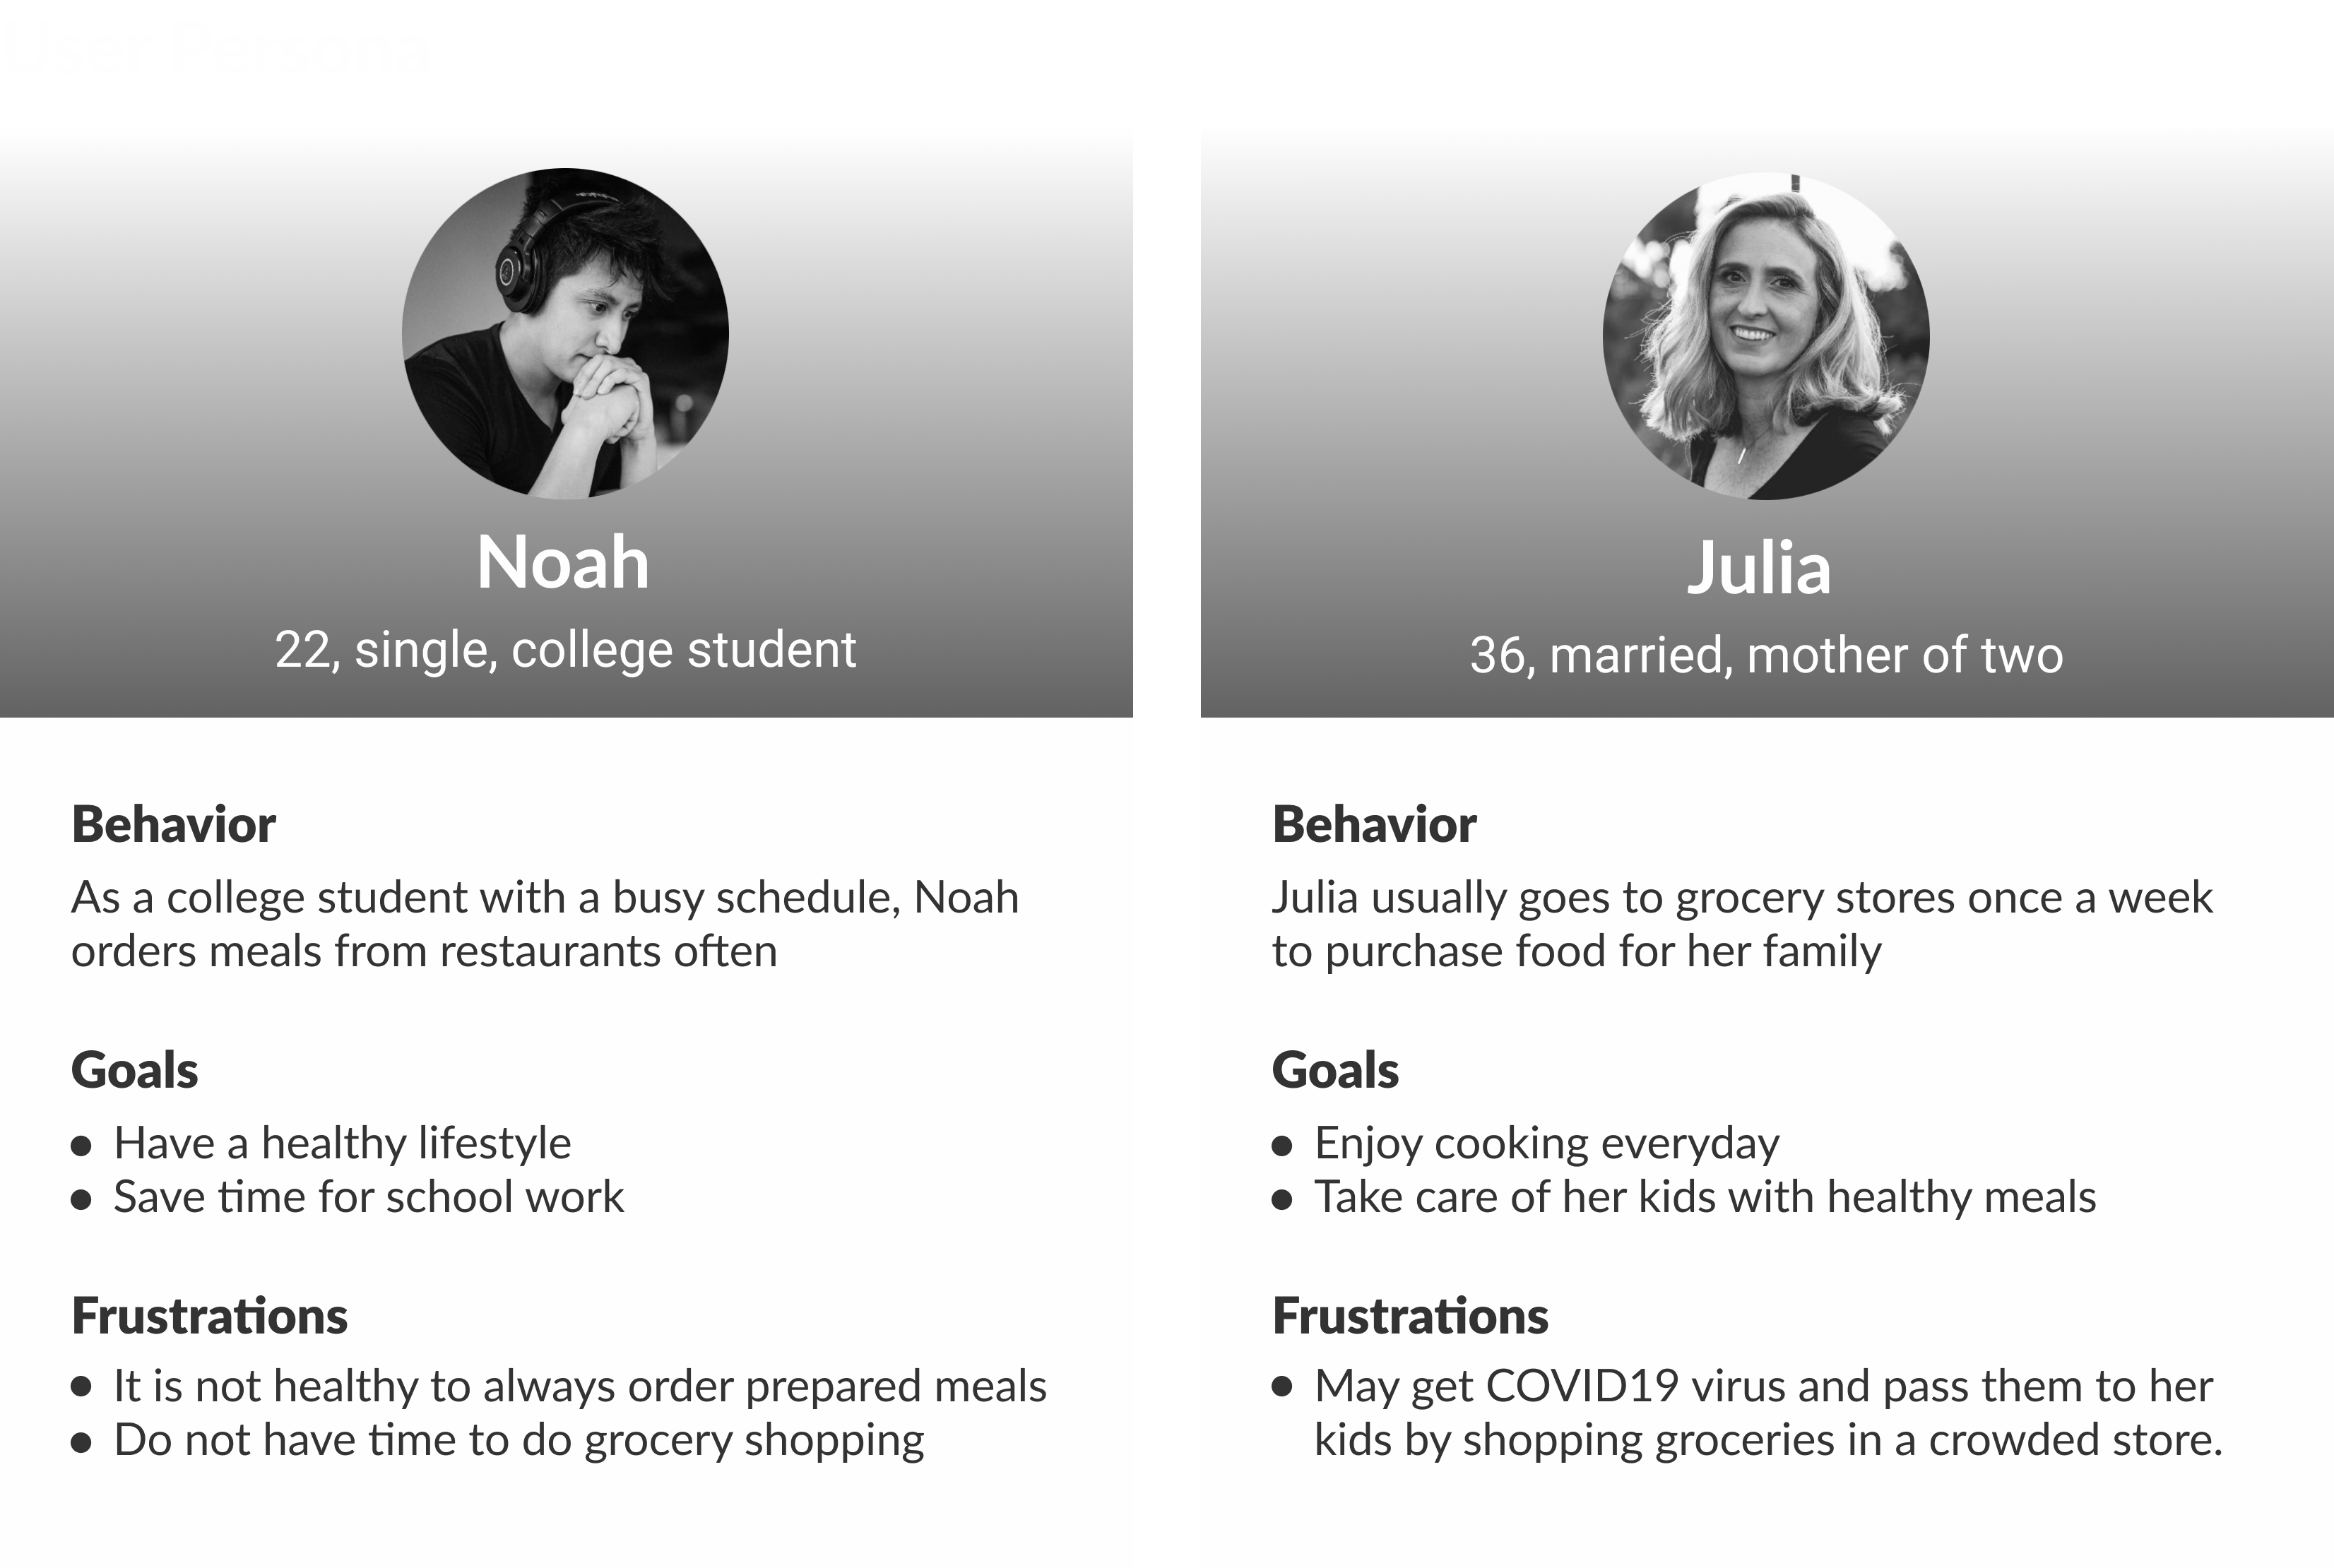 User Persona
Noah
22, single, college student
Behavior
As a college student with a busy schedule, Noah
orders meals from restaurants often
Goals
● Have a healthy lifestyle
● Save time for school work
Frustrations
● It is not healthy to always order prepared meals
● Do not have time to do grocery shopping
Julia
36, married, mother of two
Behavior
Julia usually goes to grocery stores once a week
to purchase food for her family
Goals
● Enjoy cooking everyday
● Take care of her kids with healthy meals
Frustrations
● May get COVID19 virus and pass them to her
kids by shopping groceries in a crowded store.